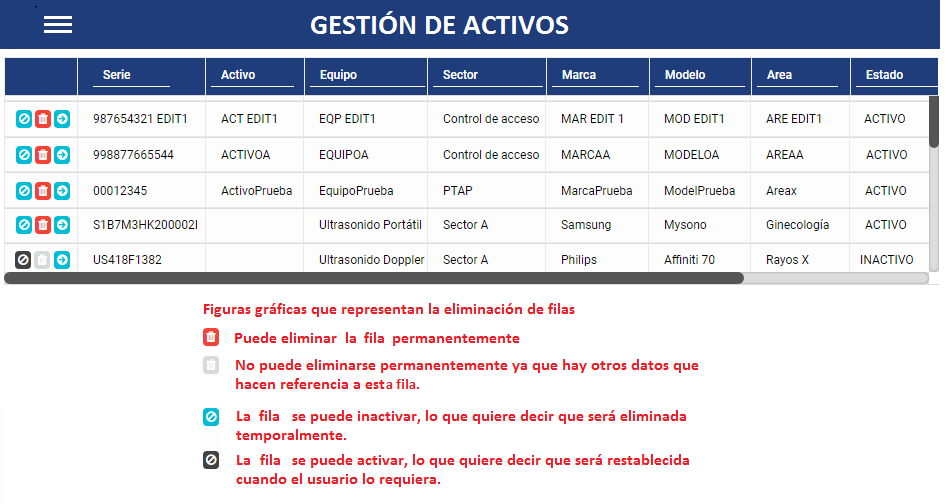 GESTIÓN DE ACTIVOS
Serie Activo Equipo Sector Marca Modelo Area Estado
987654321 EDIT1 ACT EDIT1 EQP EDIT1 Control de acceso MAR EDIT 1 MOD EDIT1 ARE EDIT1 ACTIVO
998877665544 ACTIVOA EQUIPOA Control de acceso MARCAA MODELOA AREAA ACTIVO
00012345 ActivoPrueba EquipoPrueba PTAP MarcaPrueba ModelPrueba Areax ACTIVO
S1B7M3HK200002I Ultrasonido Portátil Sector A Samsung Mysono Ginecología ACTIVO
US418F1382 Ultrasonido Doppler Sector A Philips Affiniti 70 Rayos X INACTIVO
Figuras gráficas que representan la eliminación de filas
Puede eliminar la fila permanentemente
No puede eliminarse permanentemente ya que hay otros datos que
hacen referencia a esta fila.
La fila se puede inactivar, lo que quiere decir que será eliminada
temporalmente.
La fila se puede activar, lo que quiere decir que será restablecida
cuando el usuario lo requiera.